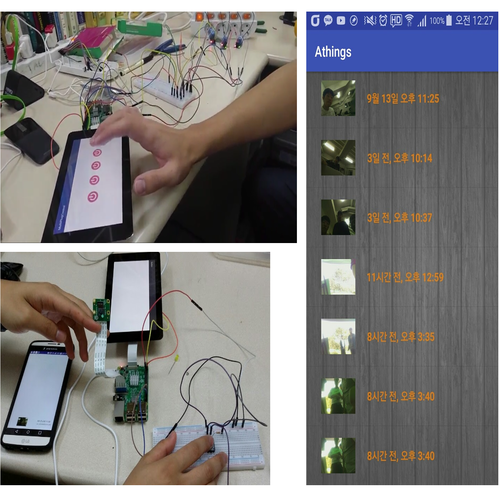 HD
100%
오전 12:27
Athings
9월 13일 오후 11:25
3일 전, 오후 10:14
3일 전, 오후 10:37
11시간 전, 오후 12:59
8시간 전, 오후 3:35
8시간 전, 오후 3:40
8시간 전, 오후 3:40